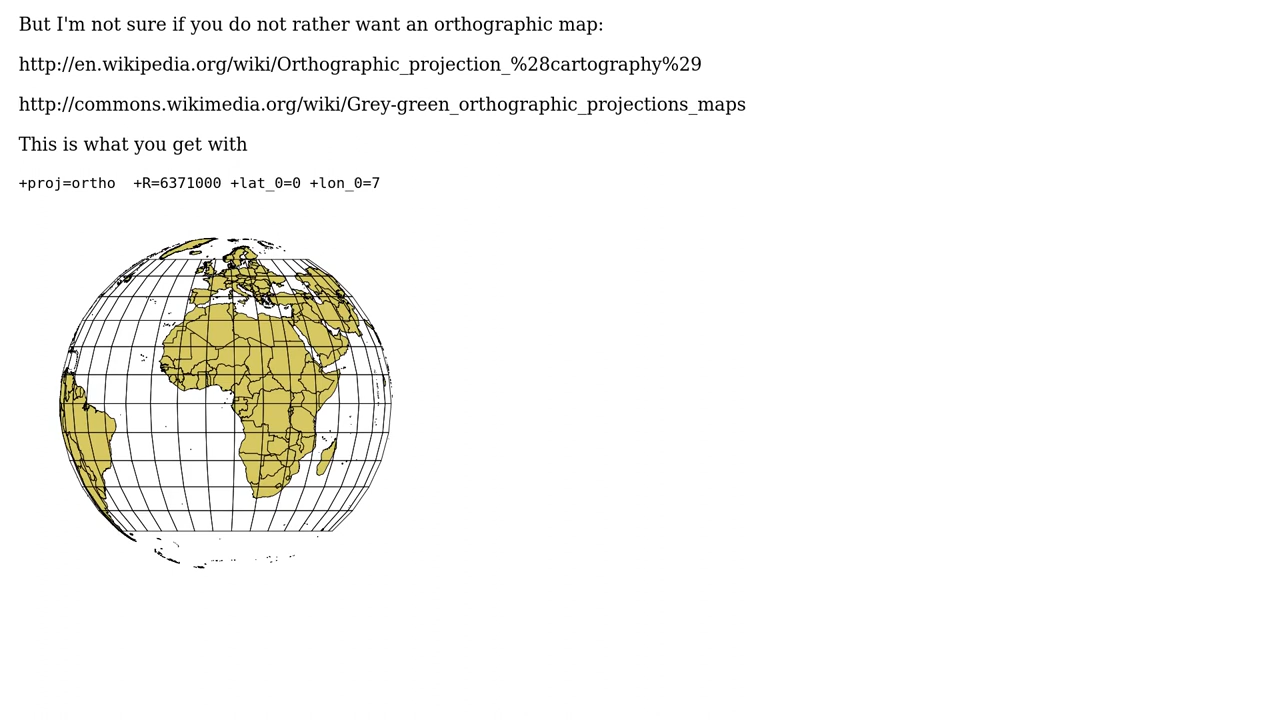 But I'm not sure if you do not rather want an orthographic map:
http://en.wikipedia.org/wiki/Orthographic_projection_%28cartography%29
http://commons.wikimedia.org/wiki/Grey-green_orthographic_projections_maps
This is what you get with
+proj=ortho  +R=6371000 +lat_0=0 +lon_0=7